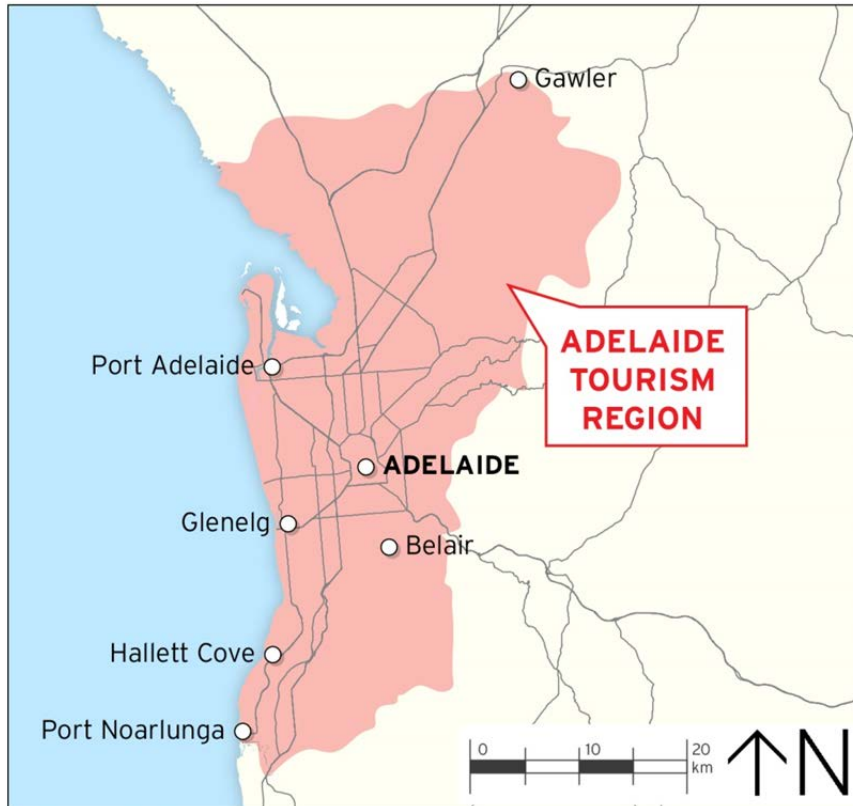 Gawler
ADELAIDE
TOURISM
REGION
Port Adelaide
ADELAIDE
Glenelg
Belair
Hallett Cove
Port Noarlunga
0 10 20
km
N